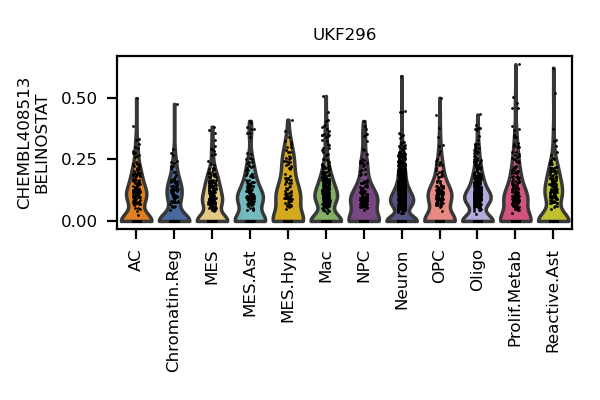 UKF296
CHEMBL408513
BELINOSTAT
0.50
0.25
0.00
AC
Chromatin.Reg
MES
MES.Ast
MES.Hyp
Mac
NPC
Neuron
OPC
Oligo
Prolif.Metab
Reactive.Ast